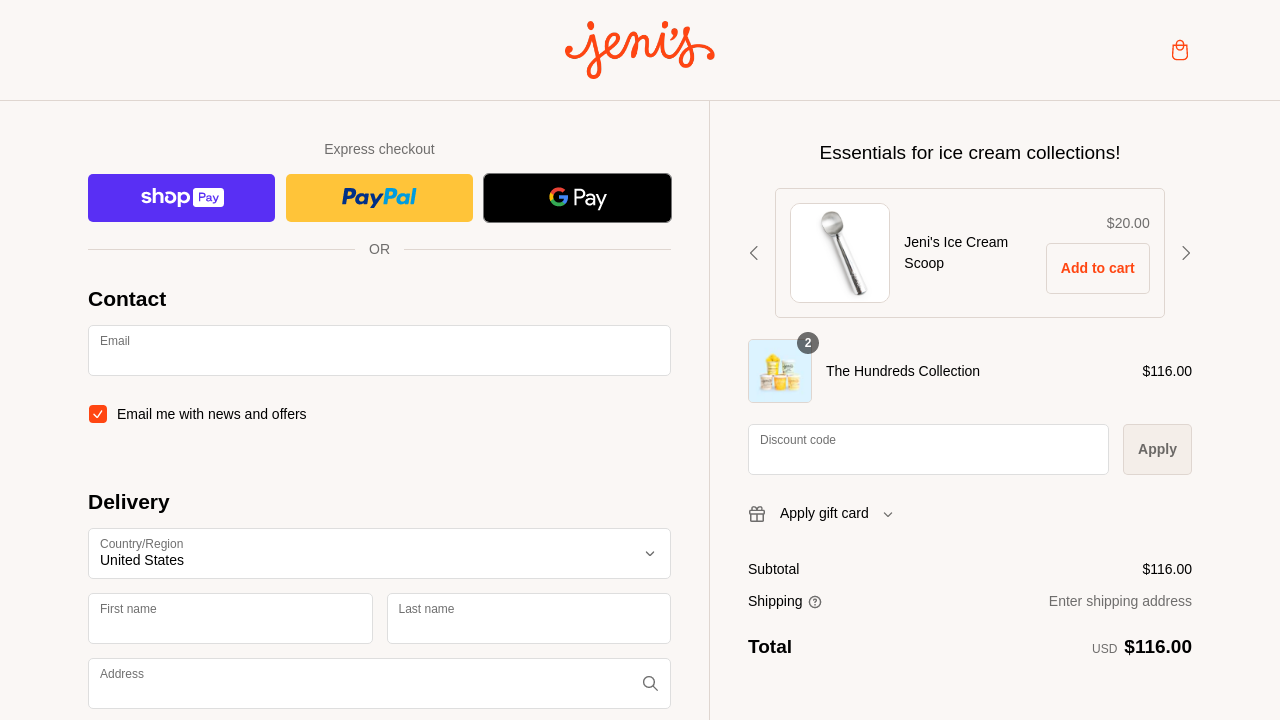 jeni's
Express checkout
shop Pay
PayPal
G Pay
OR
Contact
Email
Email me with news and offers
Delivery
Country/Region
United States
First name
Last name
Address
Essentials for ice cream collections!
Jeni's Ice Cream
Scoop
$20.00
Add to cart
2
The Hundreds Collection
$116.00
Discount code
Apply
Apply gift card
Subtotal
$116.00
Shipping
Enter shipping address
Total
USD $116.00